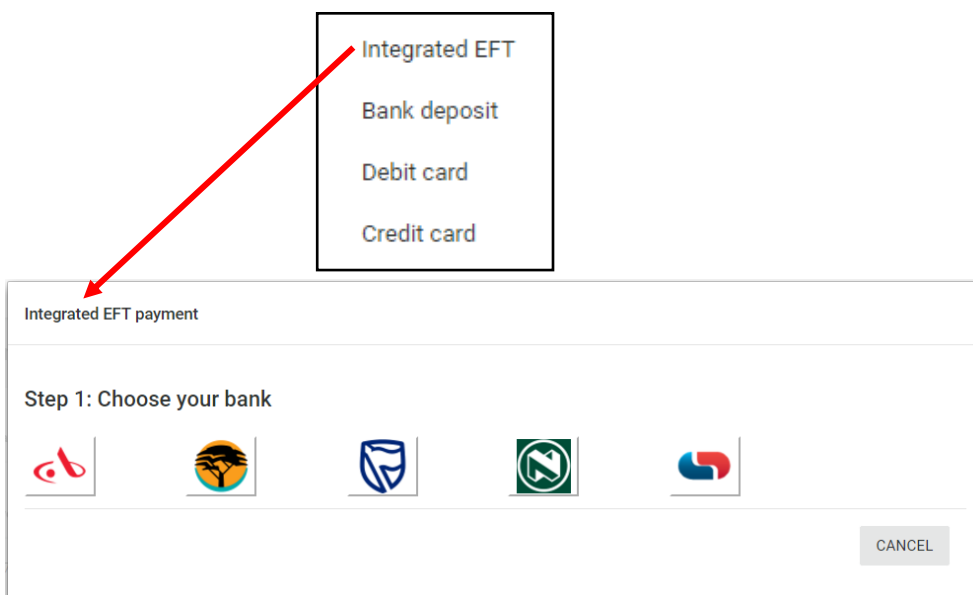 Integrated EFT
Bank deposit
Debit card
Credit card
Integrated EFT payment
Step 1: Choose your bank
CANCEL